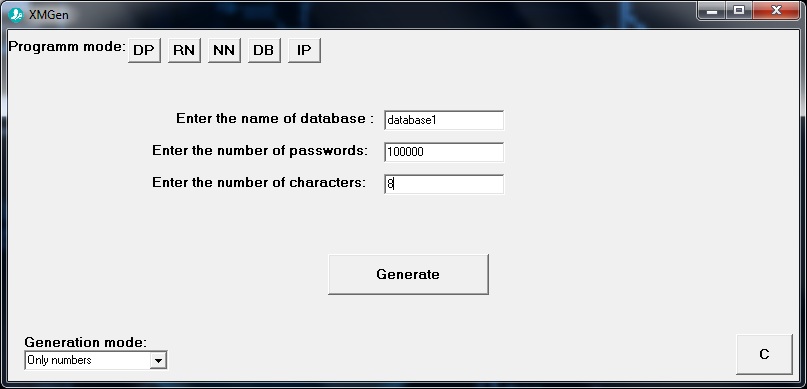 XMGen
Programm mode: DP RN NN DB IP
Enter the name of database : database1
Enter the number of passwords: 100000
Enter the number of characters: 8
Generate
Generation mode:
Only numbers
C